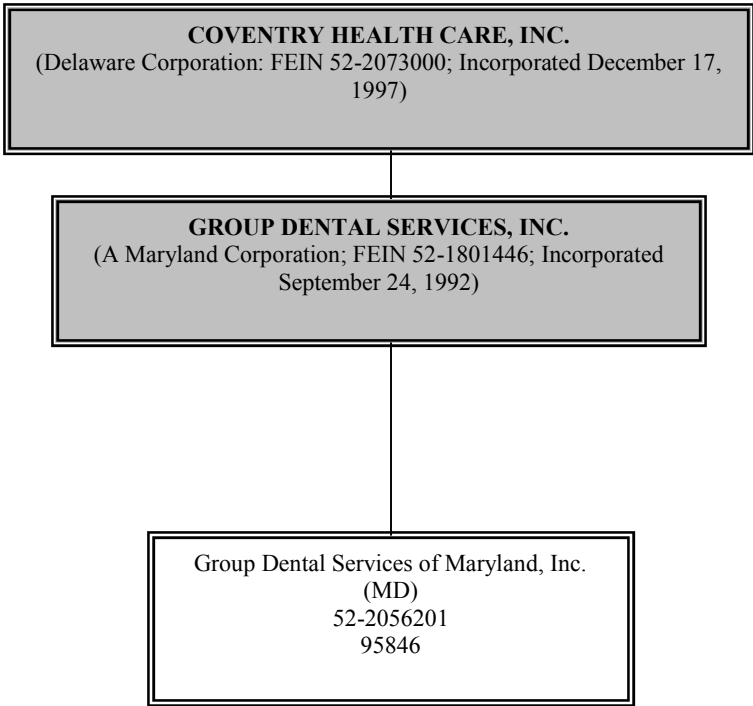 COVENTRY HEALTH CARE, INC.
(Delaware Corporation: FEIN 52-2073000; Incorporated December 17,
1997)
GROUP DENTAL SERVICES, INC.
(A Maryland Corporation; FEIN 52-1801446; Incorporated
September 24, 1992)
Group Dental Services of Maryland, Inc.
(MD)
52-2056201
95846